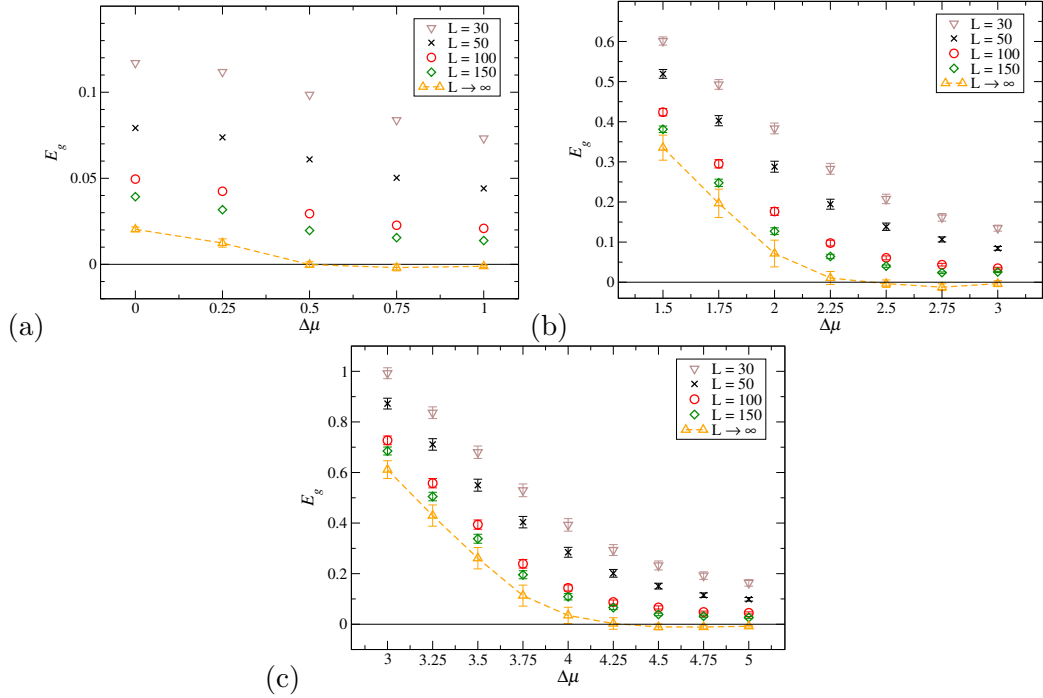 L = 30
L = 50
L = 100
L = 150
L → ∞
0.1
0.05
0
E_g
0 0.25 0.5 0.75 1
Δμ
(a)
L = 30
L = 50
L = 100
L = 150
L → ∞
0.6
0.5
0.4
0.3
0.2
0.1
0
E_g
1.5 1.75 2 2.25 2.5 2.75 3
Δμ
(b)
L = 30
L = 50
L = 100
L = 150
L → ∞
1
0.8
0.6
0.4
0.2
0
E_g
3 3.25 3.5 3.75 4 4.25 4.5 4.75 5
Δμ
(c)